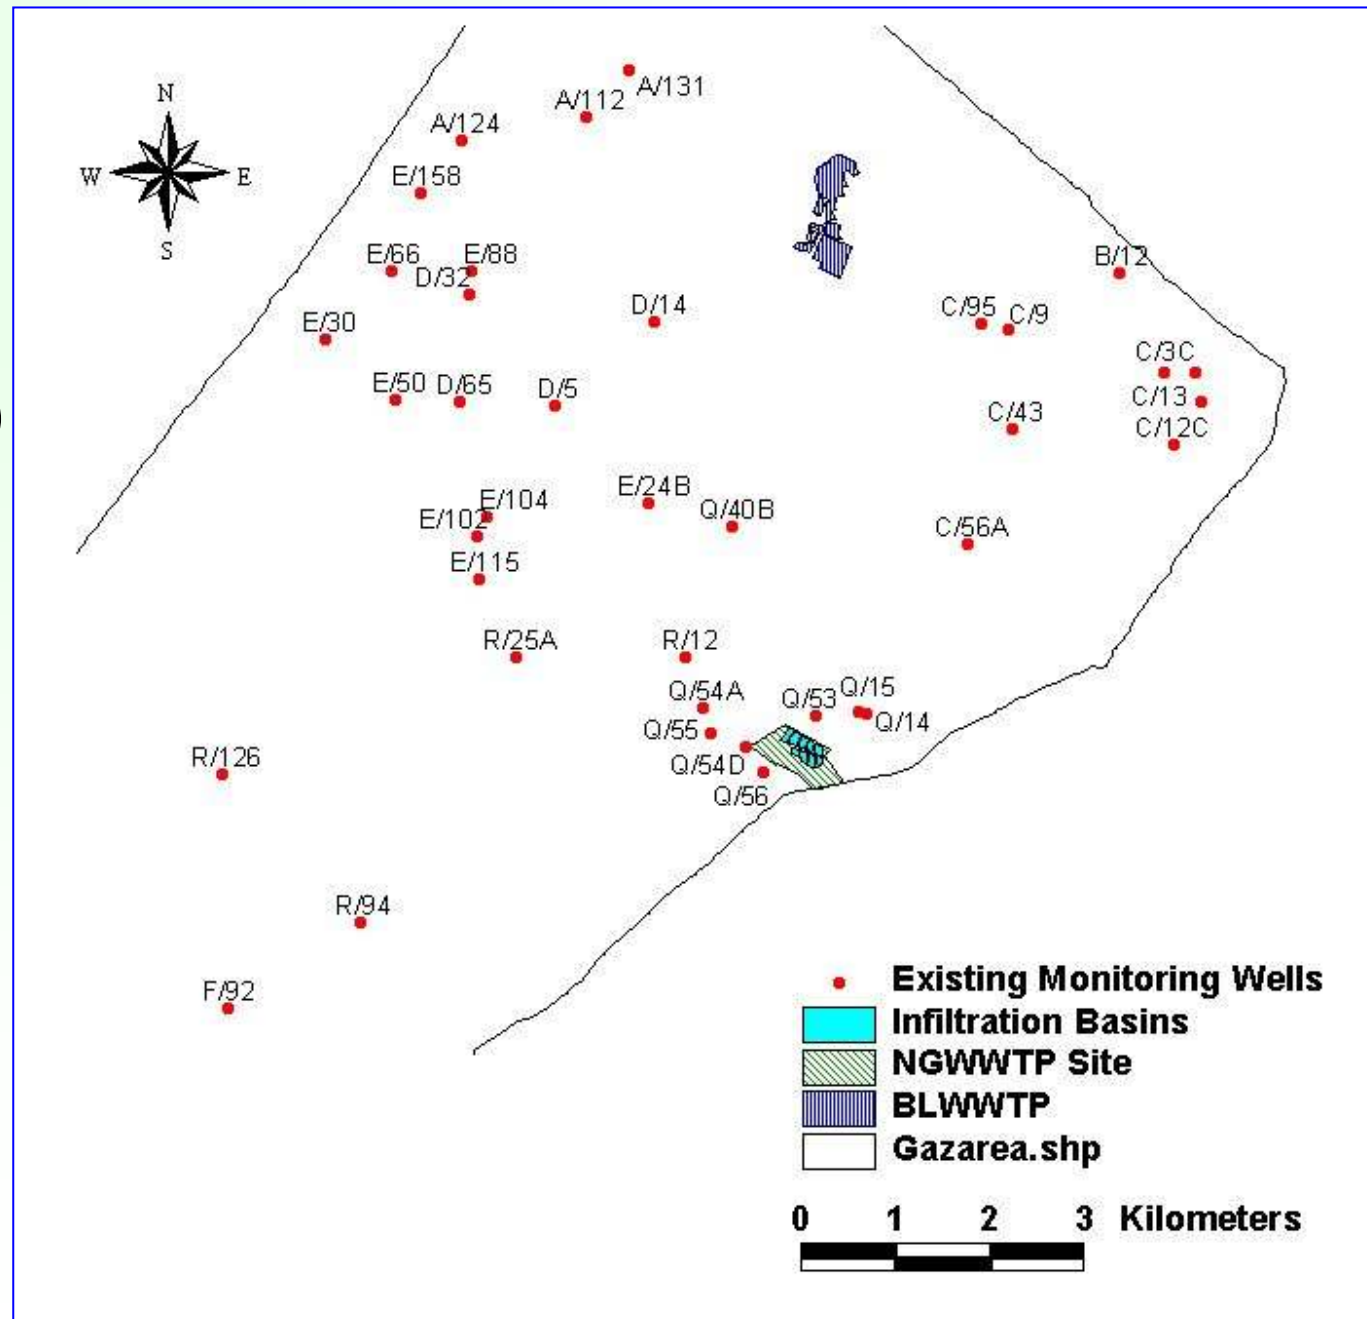 N
W E
S
A/131
A/112
A/124
E/158
E/66
E/88
D/32
B/12
D/14
C/95
C/9
E/30
C/3C
E/50
D/65
D/5
C/13
C/43
C/12C
E/24B
E/104
Q/40B
E/102
C/56A
E/115
R/25A
R/12
Q/54A
Q/53
Q/15
Q/14
Q/55
R/126
Q/54D
Q/56
R/94
F/92
Existing Monitoring Wells
Infiltration Basins
NGWWTP Site
BLWWTP
Gazarea.shp
0 1 2 3 Kilometers